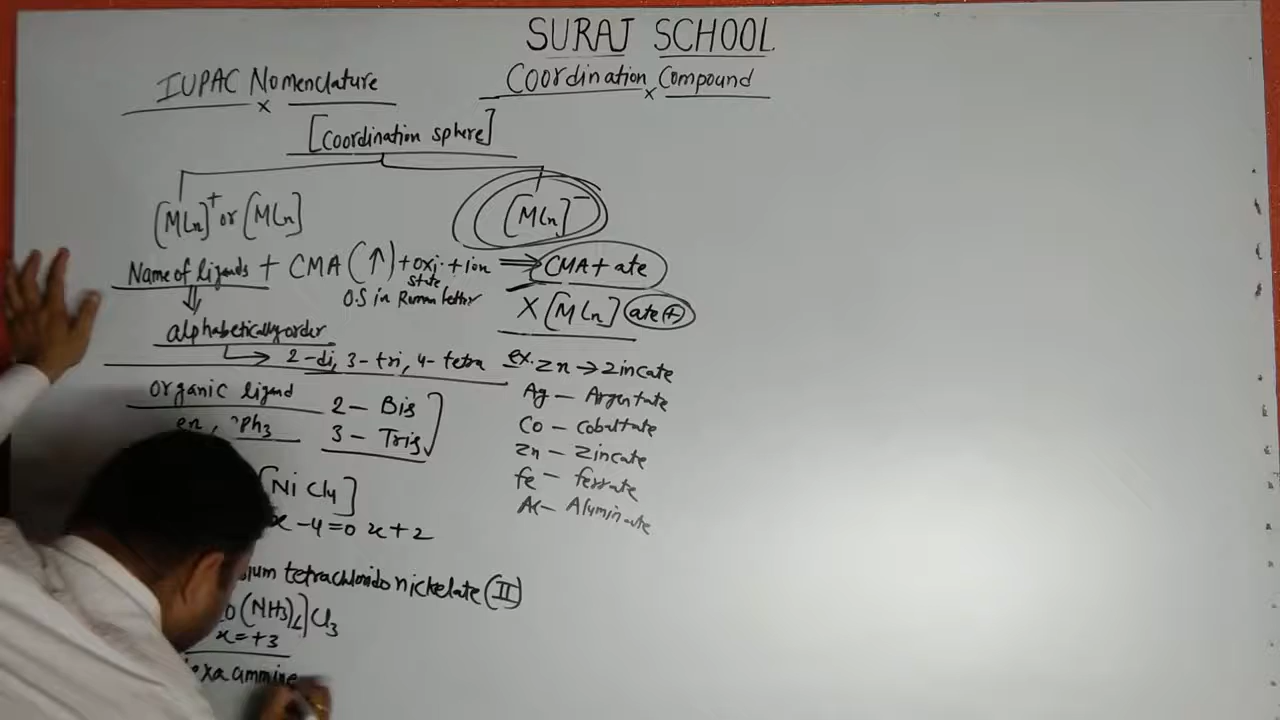 SURAJ SCHOOL
IUPAC Nomenclature
Coordination Compound
[Coordination sphere]
[MLn]⁺ or [MLn]
[MLn]⁻
Name of ligands + CMA (↑) + oxi. state + ion ⇒ CMA + ate
O.S in Roman letter
X [MLn] ate(+)
alphabetically order
2-di, 3-tri, 4-tetra
ex. Zn → Zincate
Ag — Argentate
Co — Cobaltate
Zn — Zincate
fe — ferrate
Al — Aluminate
organic ligand
en, PPh3
2 — Bis
3 — Tris
[Ni Cl4]
x - 4 = 0 x + 2
tetrachlorido nickelate (II)
(NH3)6]Cl3
x = +3
ammine